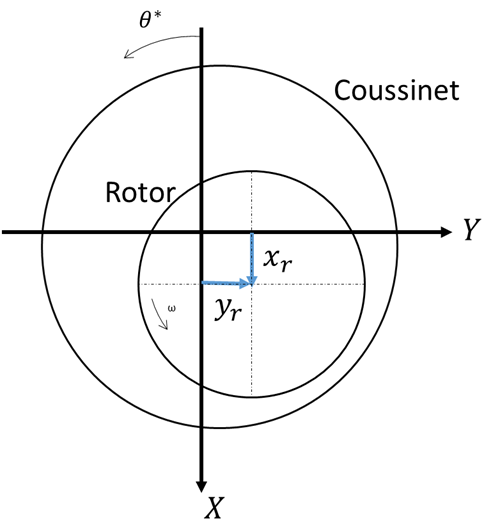 θ*
Coussinet
Rotor
Y
x_r
y_r
ω
X